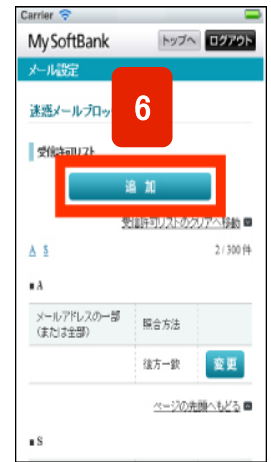 Carrier
My SoftBank
トップへ
ログアウト
メール設定
迷惑メールブロッ
6
受信許可リスト
追 加
受信許可リストのクリアへ移動
A S
2 / 300 件
■ A
メールアドレスの一部
(または全部)
照合方法
後方一致
変更
ページの先頭へもどる
■ S